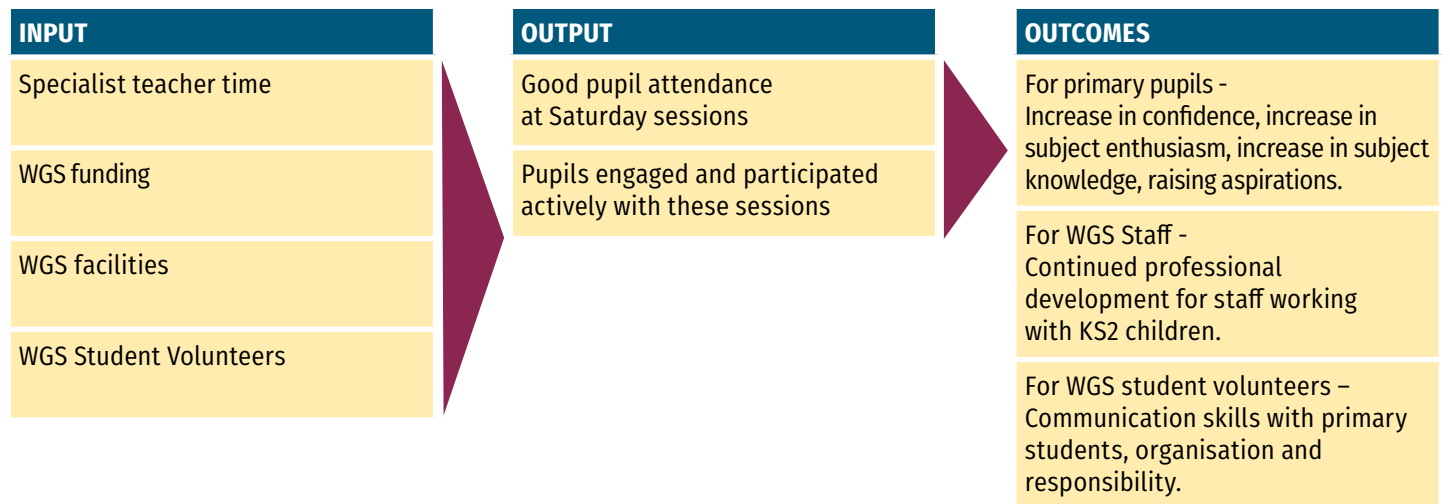 INPUT
Specialist teacher time
WGS funding
WGS facilities
WGS Student Volunteers
OUTPUT
Good pupil attendance
at Saturday sessions
Pupils engaged and participated
actively with these sessions
OUTCOMES
For primary pupils -
Increase in confidence, increase in
subject enthusiasm, increase in subject
knowledge, raising aspirations.
For WGS Staff -
Continued professional
development for staff working
with KS2 children.
For WGS student volunteers –
Communication skills with primary
students, organisation and
responsibility.